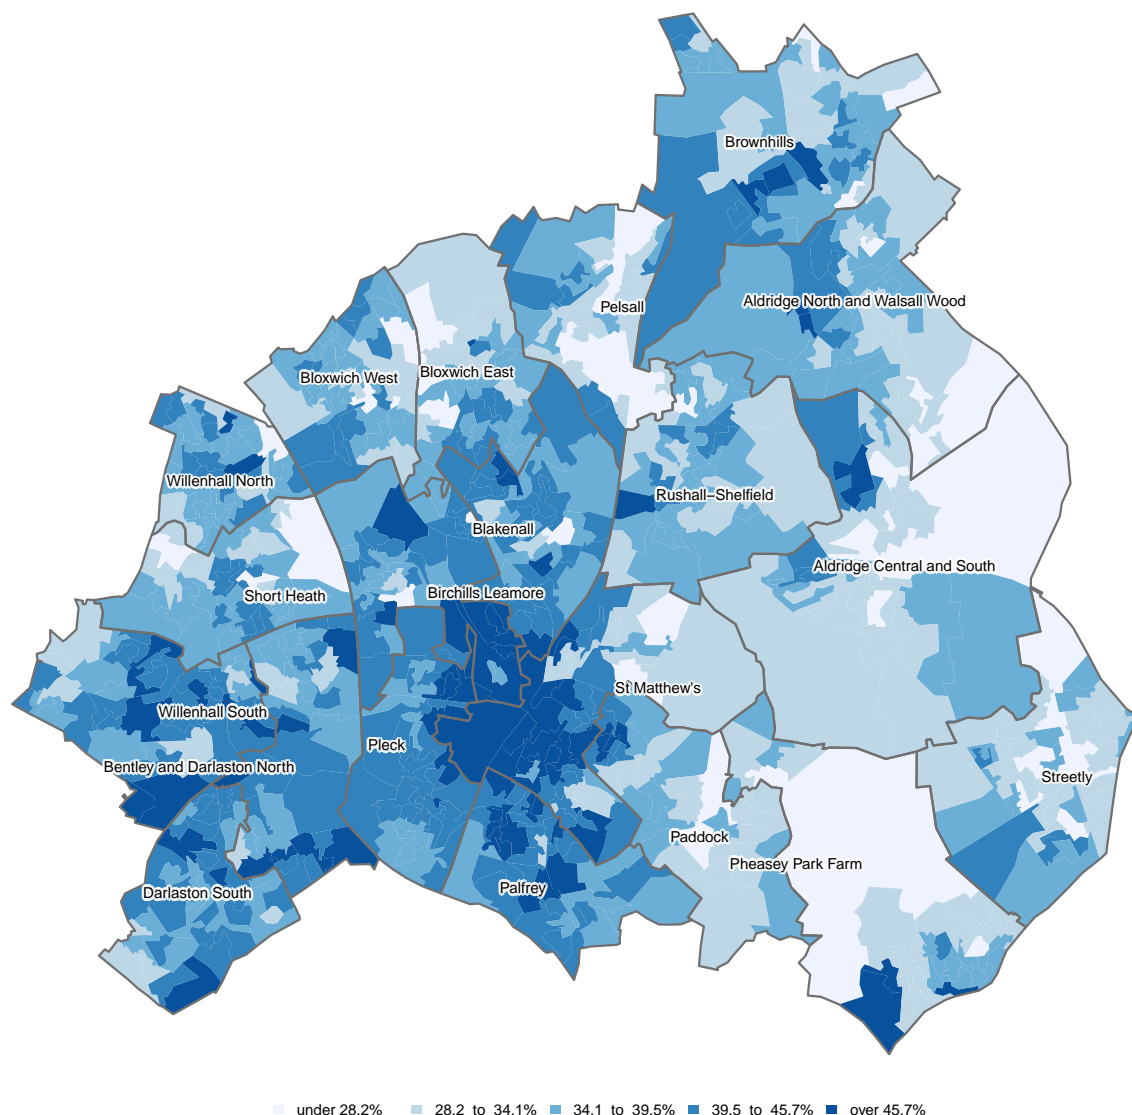 Brownhills
Pelsall
Aldridge North and Walsall Wood
Bloxwich West
Bloxwich East
Willenhall North
Rushall−Shelfield
Blakenall
Aldridge Central and South
Short Heath
Birchills Leamore
St Matthew's
Willenhall South
Pleck
Bentley and Darlaston North
Streetly
Paddock
Pheasey Park Farm
Palfrey
Darlaston South
under 28.2% 28.2 to 34.1% 34.1 to 39.5% 39.5 to 45.7% over 45.7%